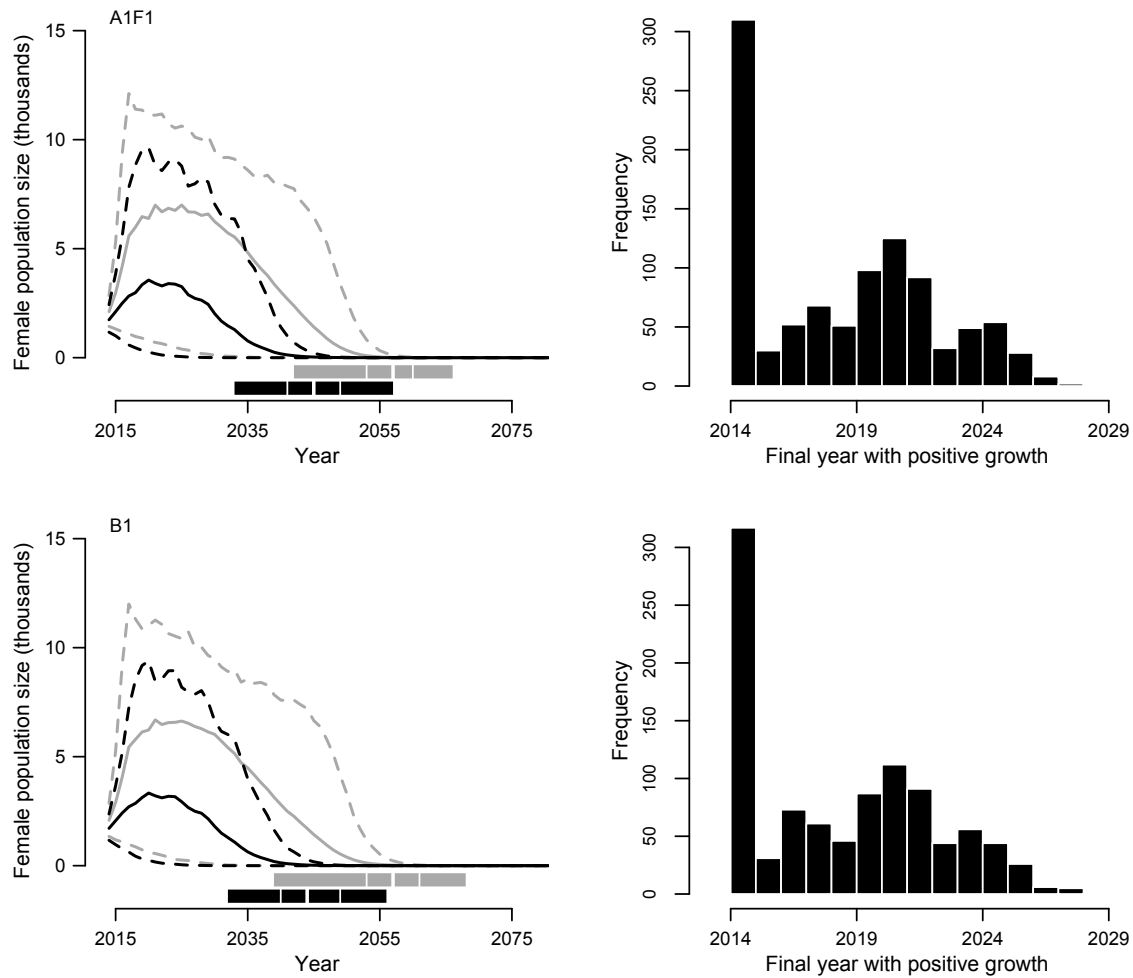 A1F1
Female population size (thousands)
15
10
5
0
2015 2035 2055 2075
Year
Frequency
300
250
200
150
100
50
0
2014 2019 2024 2029
Final year with positive growth
B1
Female population size (thousands)
15
10
5
0
2015 2035 2055 2075
Year
Frequency
300
250
200
150
100
50
0
2014 2019 2024 2029
Final year with positive growth